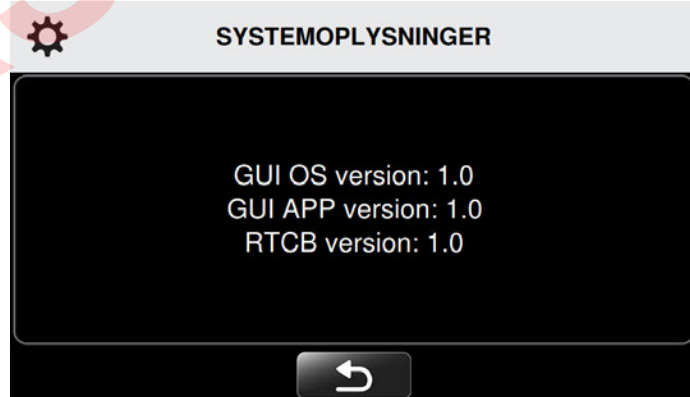 SYSTEMOPLYSNINGER
GUI OS version: 1.0
GUI APP version: 1.0
RTCB version: 1.0